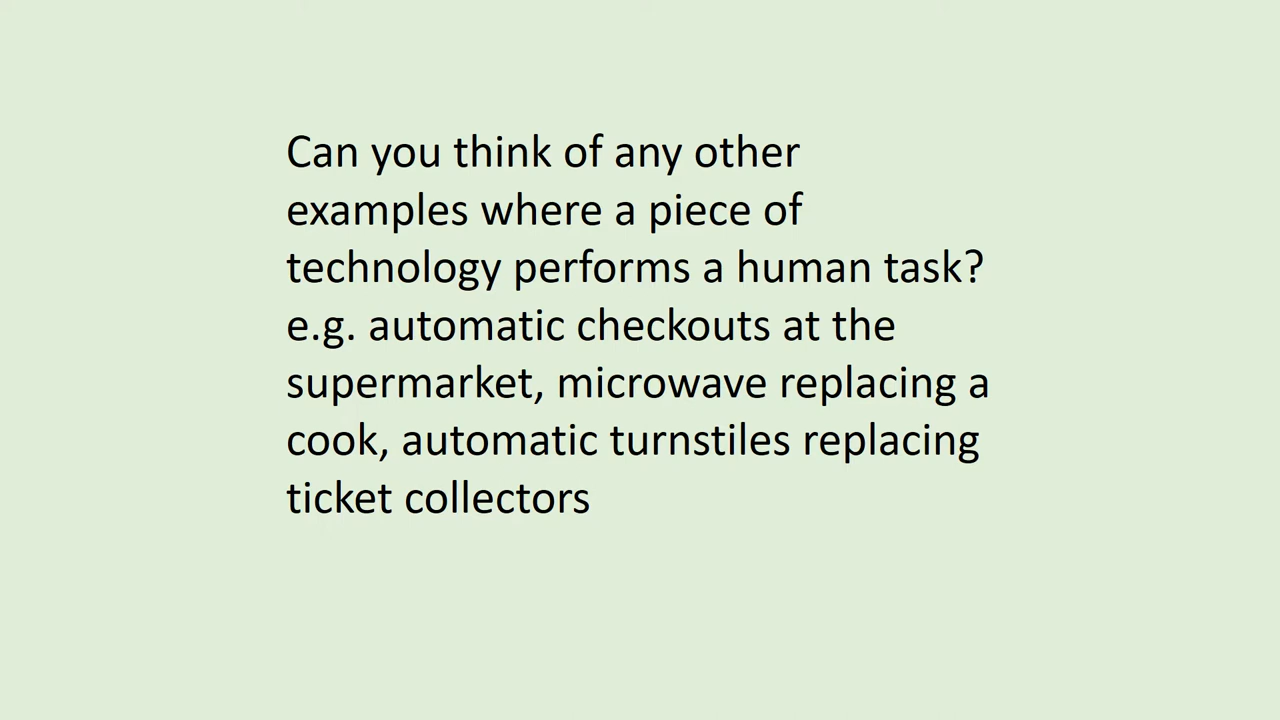 Can you think of any other
examples where a piece of
technology performs a human task?
e.g. automatic checkouts at the
supermarket, microwave replacing a
cook, automatic turnstiles replacing
ticket collectors